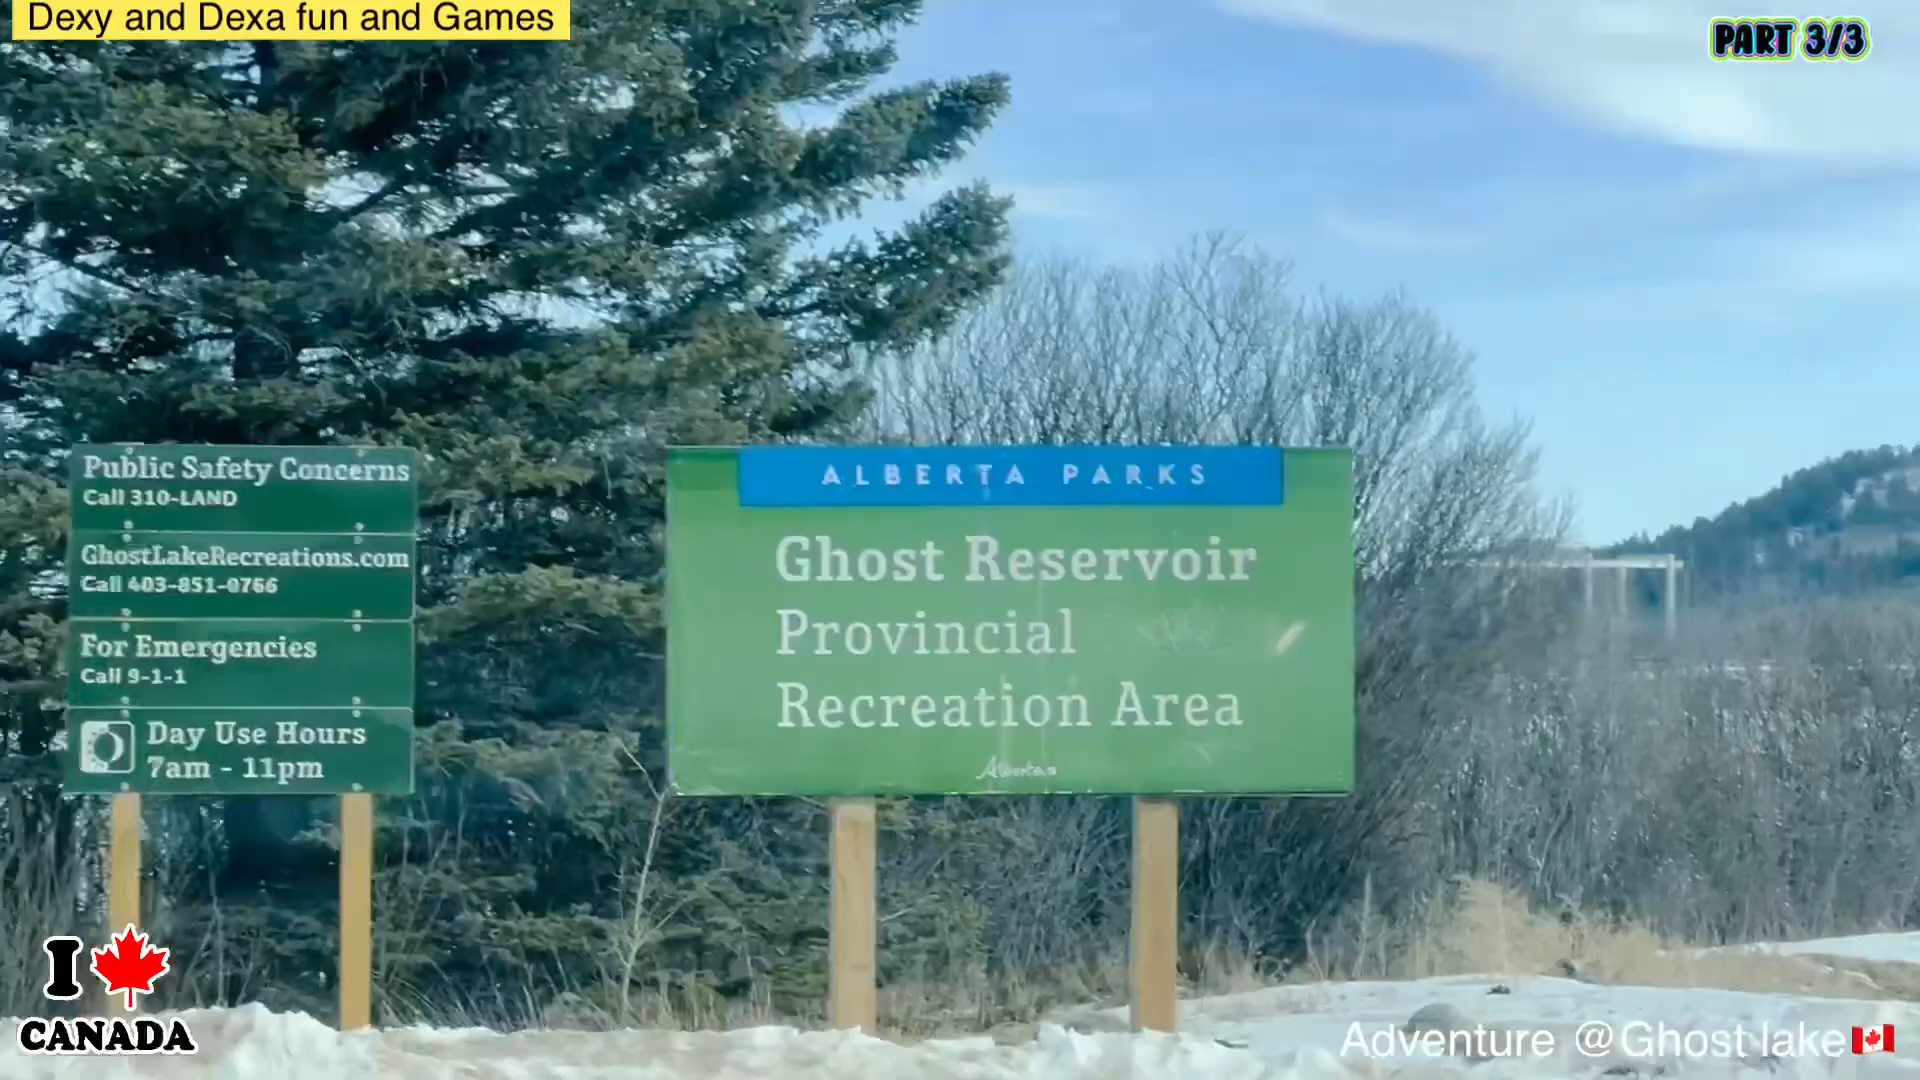 Dexy and Dexa fun and Games
PART 3/3
Public Safety Concerns
Call 310-LAND
GhostLakeRecreations.com
Call 403-851-0766
For Emergencies
Call 9-1-1
Day Use Hours
7am - 11pm
ALBERTA PARKS
Ghost Reservoir
Provincial
Recreation Area
Alberta
I
CANADA
Adventure @Ghost lake